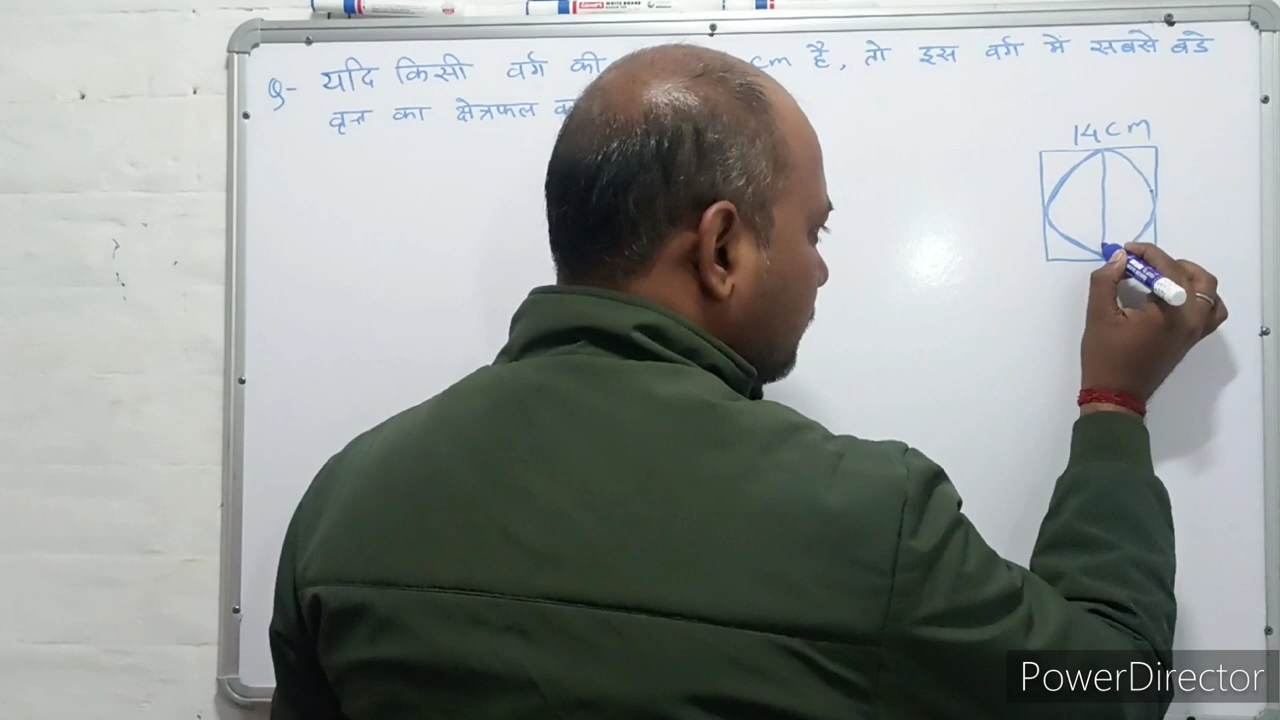 Q- यदि किसी वर्ग की cm है, तो इस वर्ग में सबसे बडे
वृत्त का क्षेत्रफल
14cm
PowerDirector